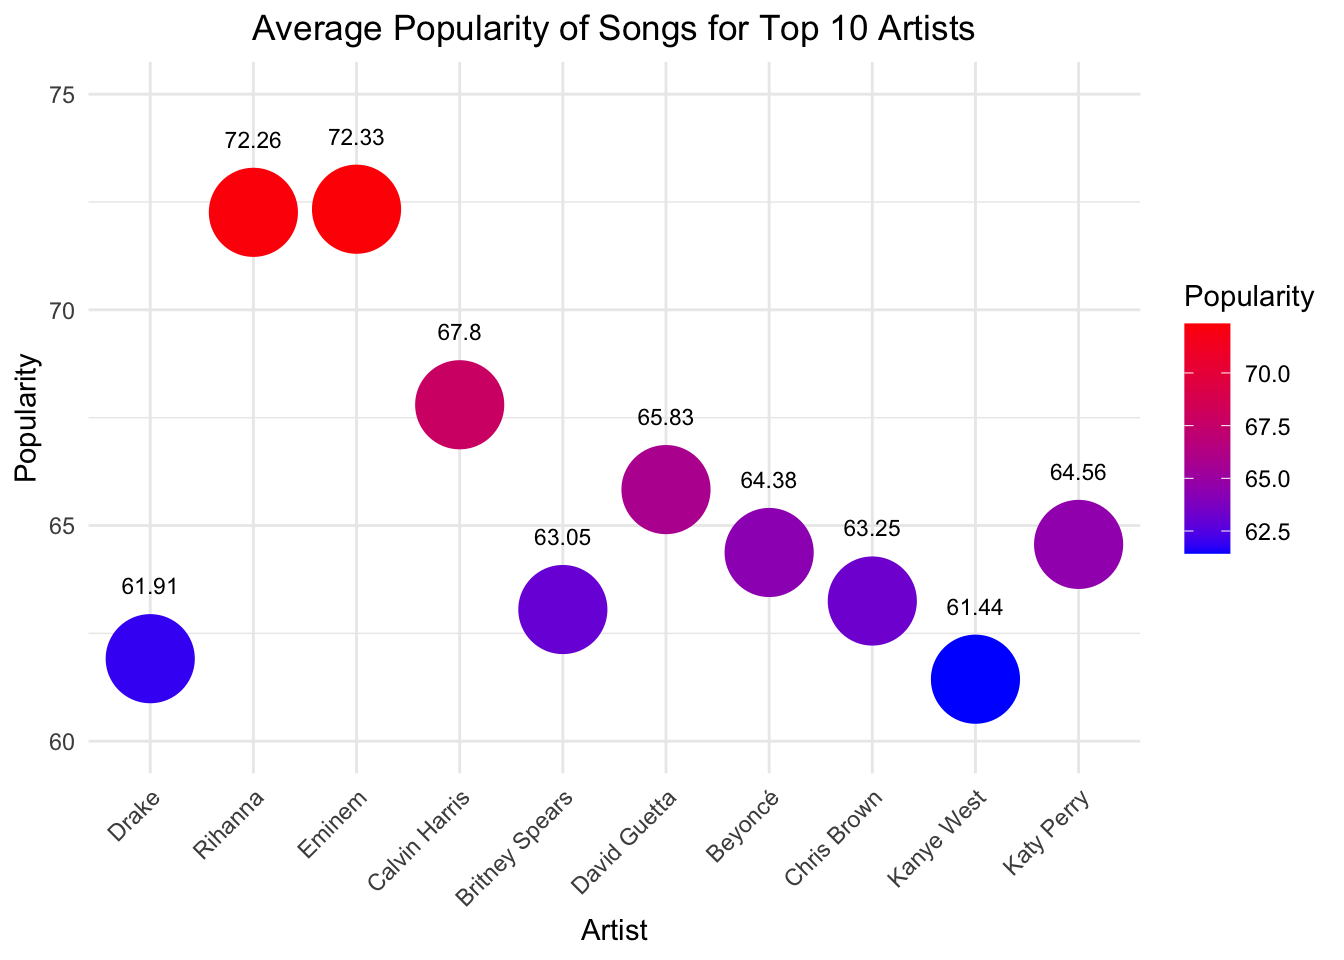 Average Popularity of Songs for Top 10 Artists
Popularity
75
70
65
60
61.91
72.26
72.33
67.8
63.05
65.83
64.38
63.25
61.44
64.56
Drake
Rihanna
Eminem
Calvin Harris
Britney Spears
David Guetta
Beyoncé
Chris Brown
Kanye West
Katy Perry
Artist
Popularity
70.0
67.5
65.0
62.5